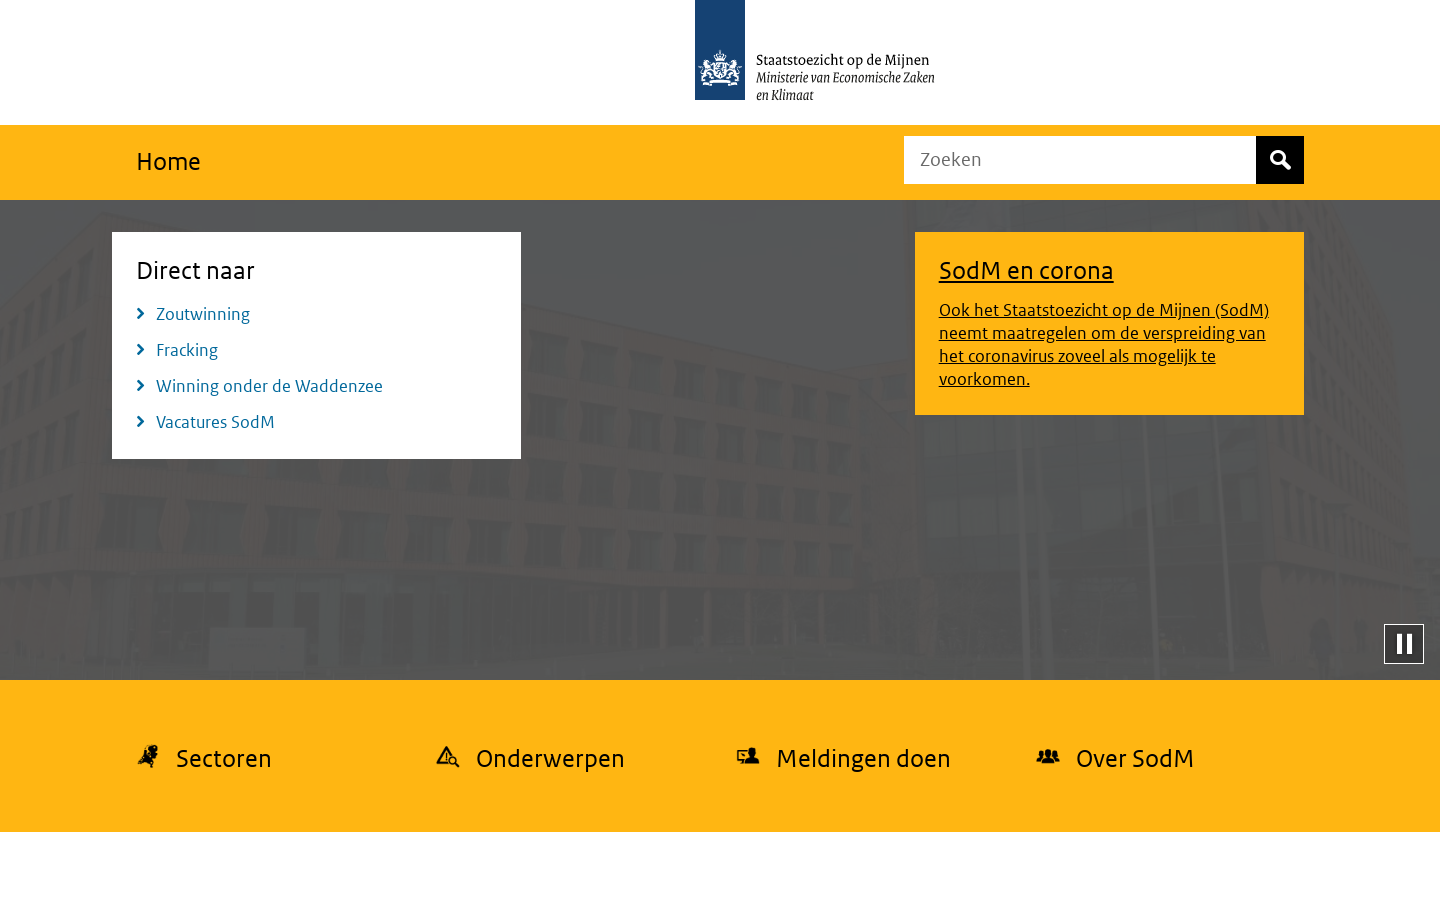 Staatstoezicht op de Mijnen
Ministerie van Economische Zaken
en Klimaat
Home
Zoeken
Direct naar
Zoutwinning
Fracking
Winning onder de Waddenzee
Vacatures SodM
SodM en corona
Ook het Staatstoezicht op de Mijnen (SodM)
neemt maatregelen om de verspreiding van
het coronavirus zoveel als mogelijk te
voorkomen.
Sectoren
Onderwerpen
Meldingen doen
Over SodM